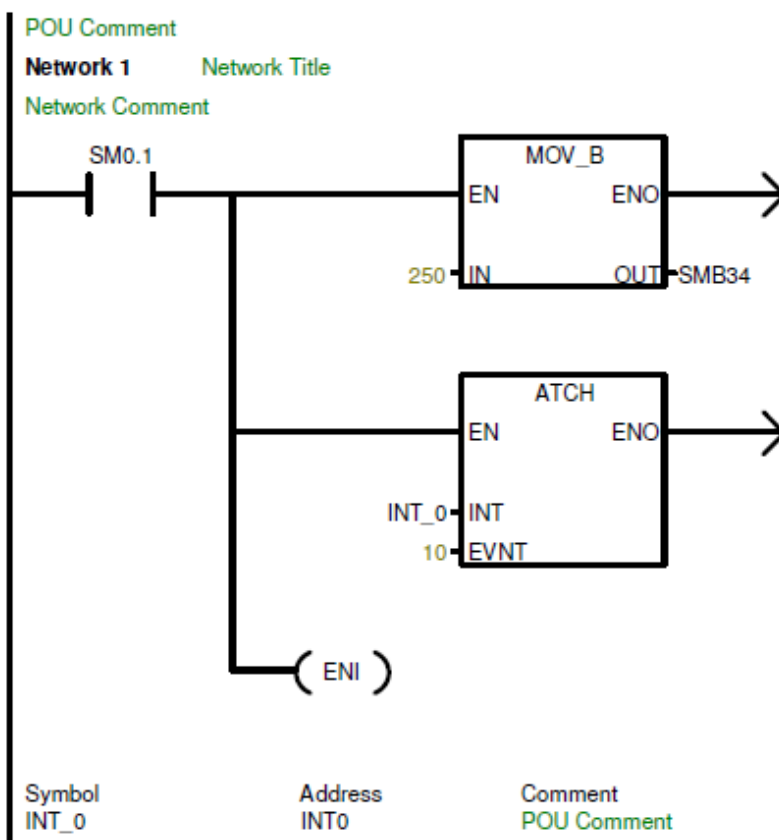 POU Comment
Network 1 Network Title
Network Comment
SM0.1
MOV_B
EN ENO
250 IN OUT SMB34
ATCH
EN ENO
INT_0 INT
10 EVNT
ENI
Symbol Address Comment
INT_0 INT0 POU Comment